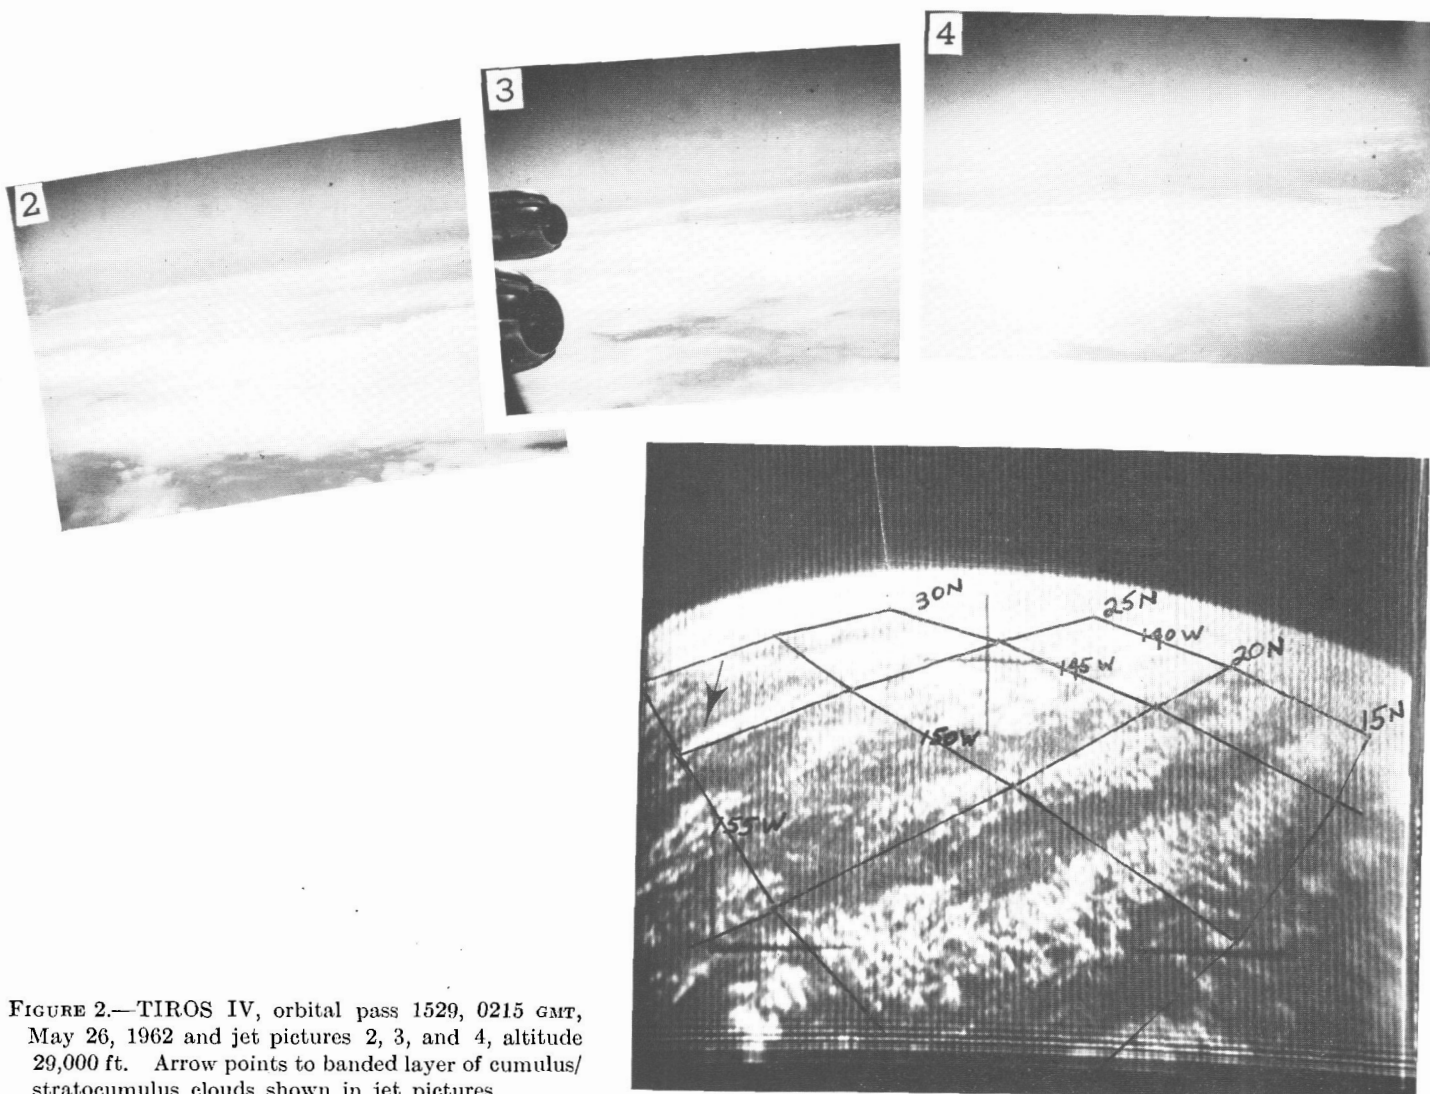 2
3
4
30N
25N
140W
20N
145W
15N
150W
155W
FIGURE 2.—TIROS IV, orbital pass 1529, 0215 GMT,
May 26, 1962 and jet pictures 2, 3, and 4, altitude
29,000 ft. Arrow points to banded layer of cumulus/
stratocumulus clouds shown in jet pictures